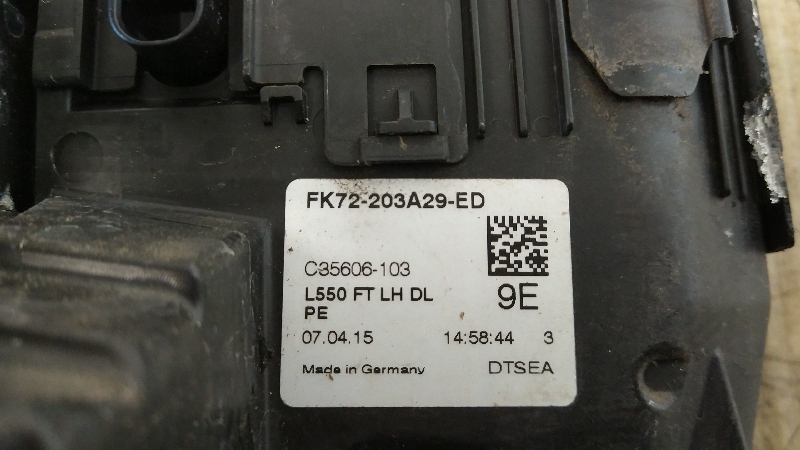 FK72-203A29-ED
C35606-103
L550 FT LH DL
PE
9E
07.04.15 14:58:44 3
Made in Germany DTSEA